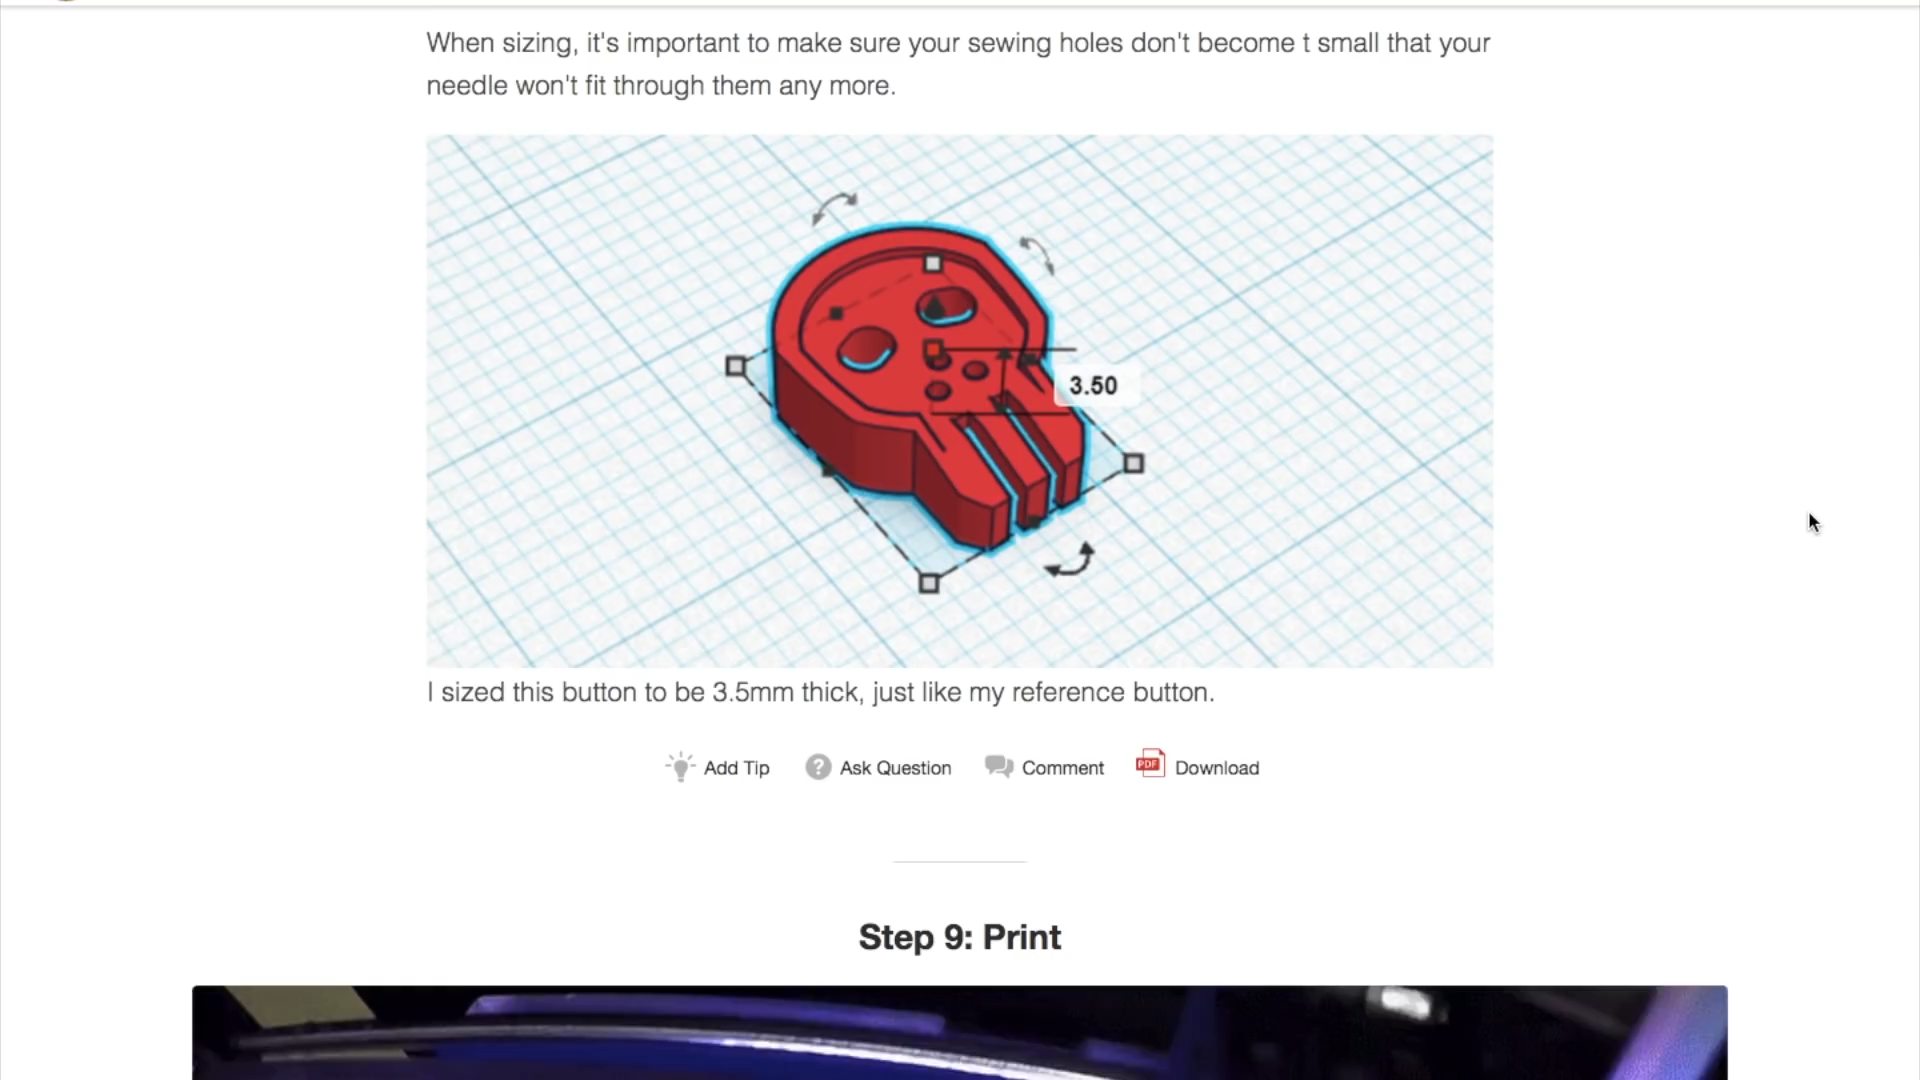 When sizing, it's important to make sure your sewing holes don't become t small that your
needle won't fit through them any more.
3.50
I sized this button to be 3.5mm thick, just like my reference button.
Add Tip
? Ask Question
Comment
PDF Download
Step 9: Print